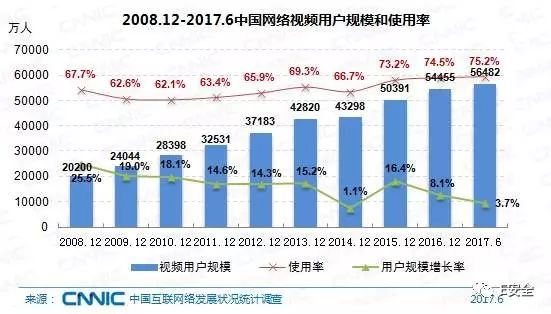 2008.12-2017.6中国网络视频用户规模和使用率
万人
70000
60000
50000
40000
30000
20000
10000
0
67.7% 62.6% 62.1% 63.4% 65.9% 69.3% 66.7% 73.2% 74.5% 75.2%
20200 24044 28398 32531 37183 42820 43298 50391 54455 56482
25.5% 19.0% 18.1% 14.6% 14.3% 15.2% 1.1% 16.4% 8.1% 3.7%
2008.12 2009.12 2010.12 2011.12 2012.12 2013.12 2014.12 2015.12 2016.12 2017.6
视频用户规模 使用率 用户规模增长率
来源：CNNIC 中国互联网络发展状况统计调查 2017.6